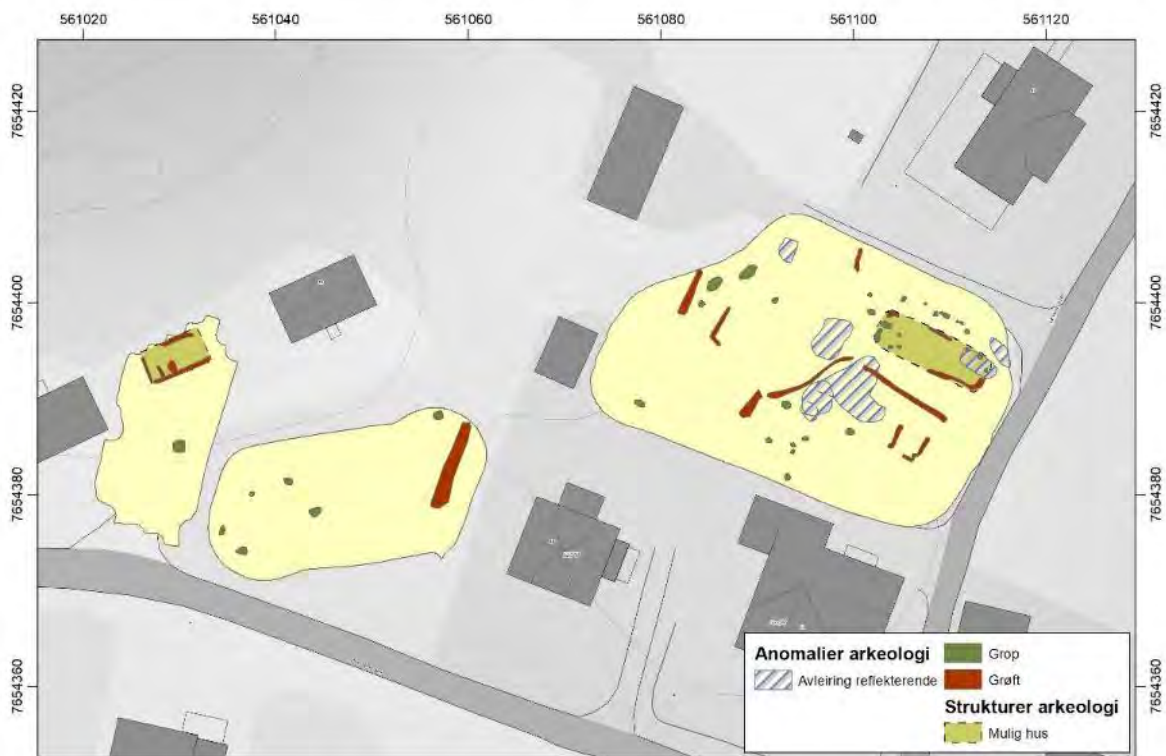 561020 561040 561060 561080 561100 561120
7654420 7654420
7654400 7654400
7654380 7654380
7654360 7654360
Anomalier arkeologi
Avleiring reflekterende
Grop
Grøft
Strukturer arkeologi
Mulig hus